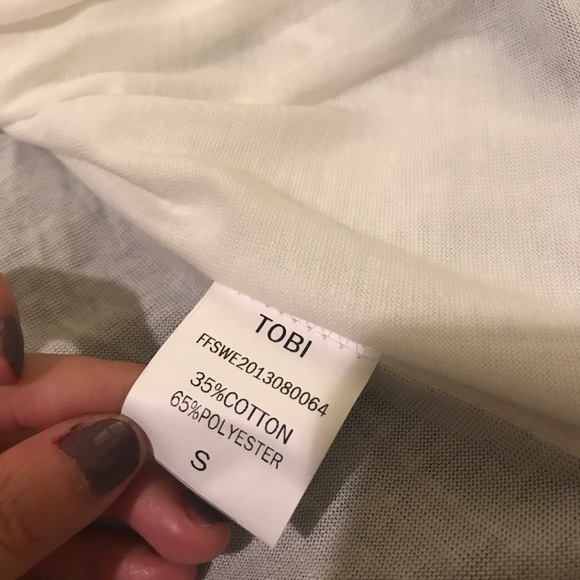 TOBI
FFSWE2013080064
35%COTTON
65%POLYESTER
S